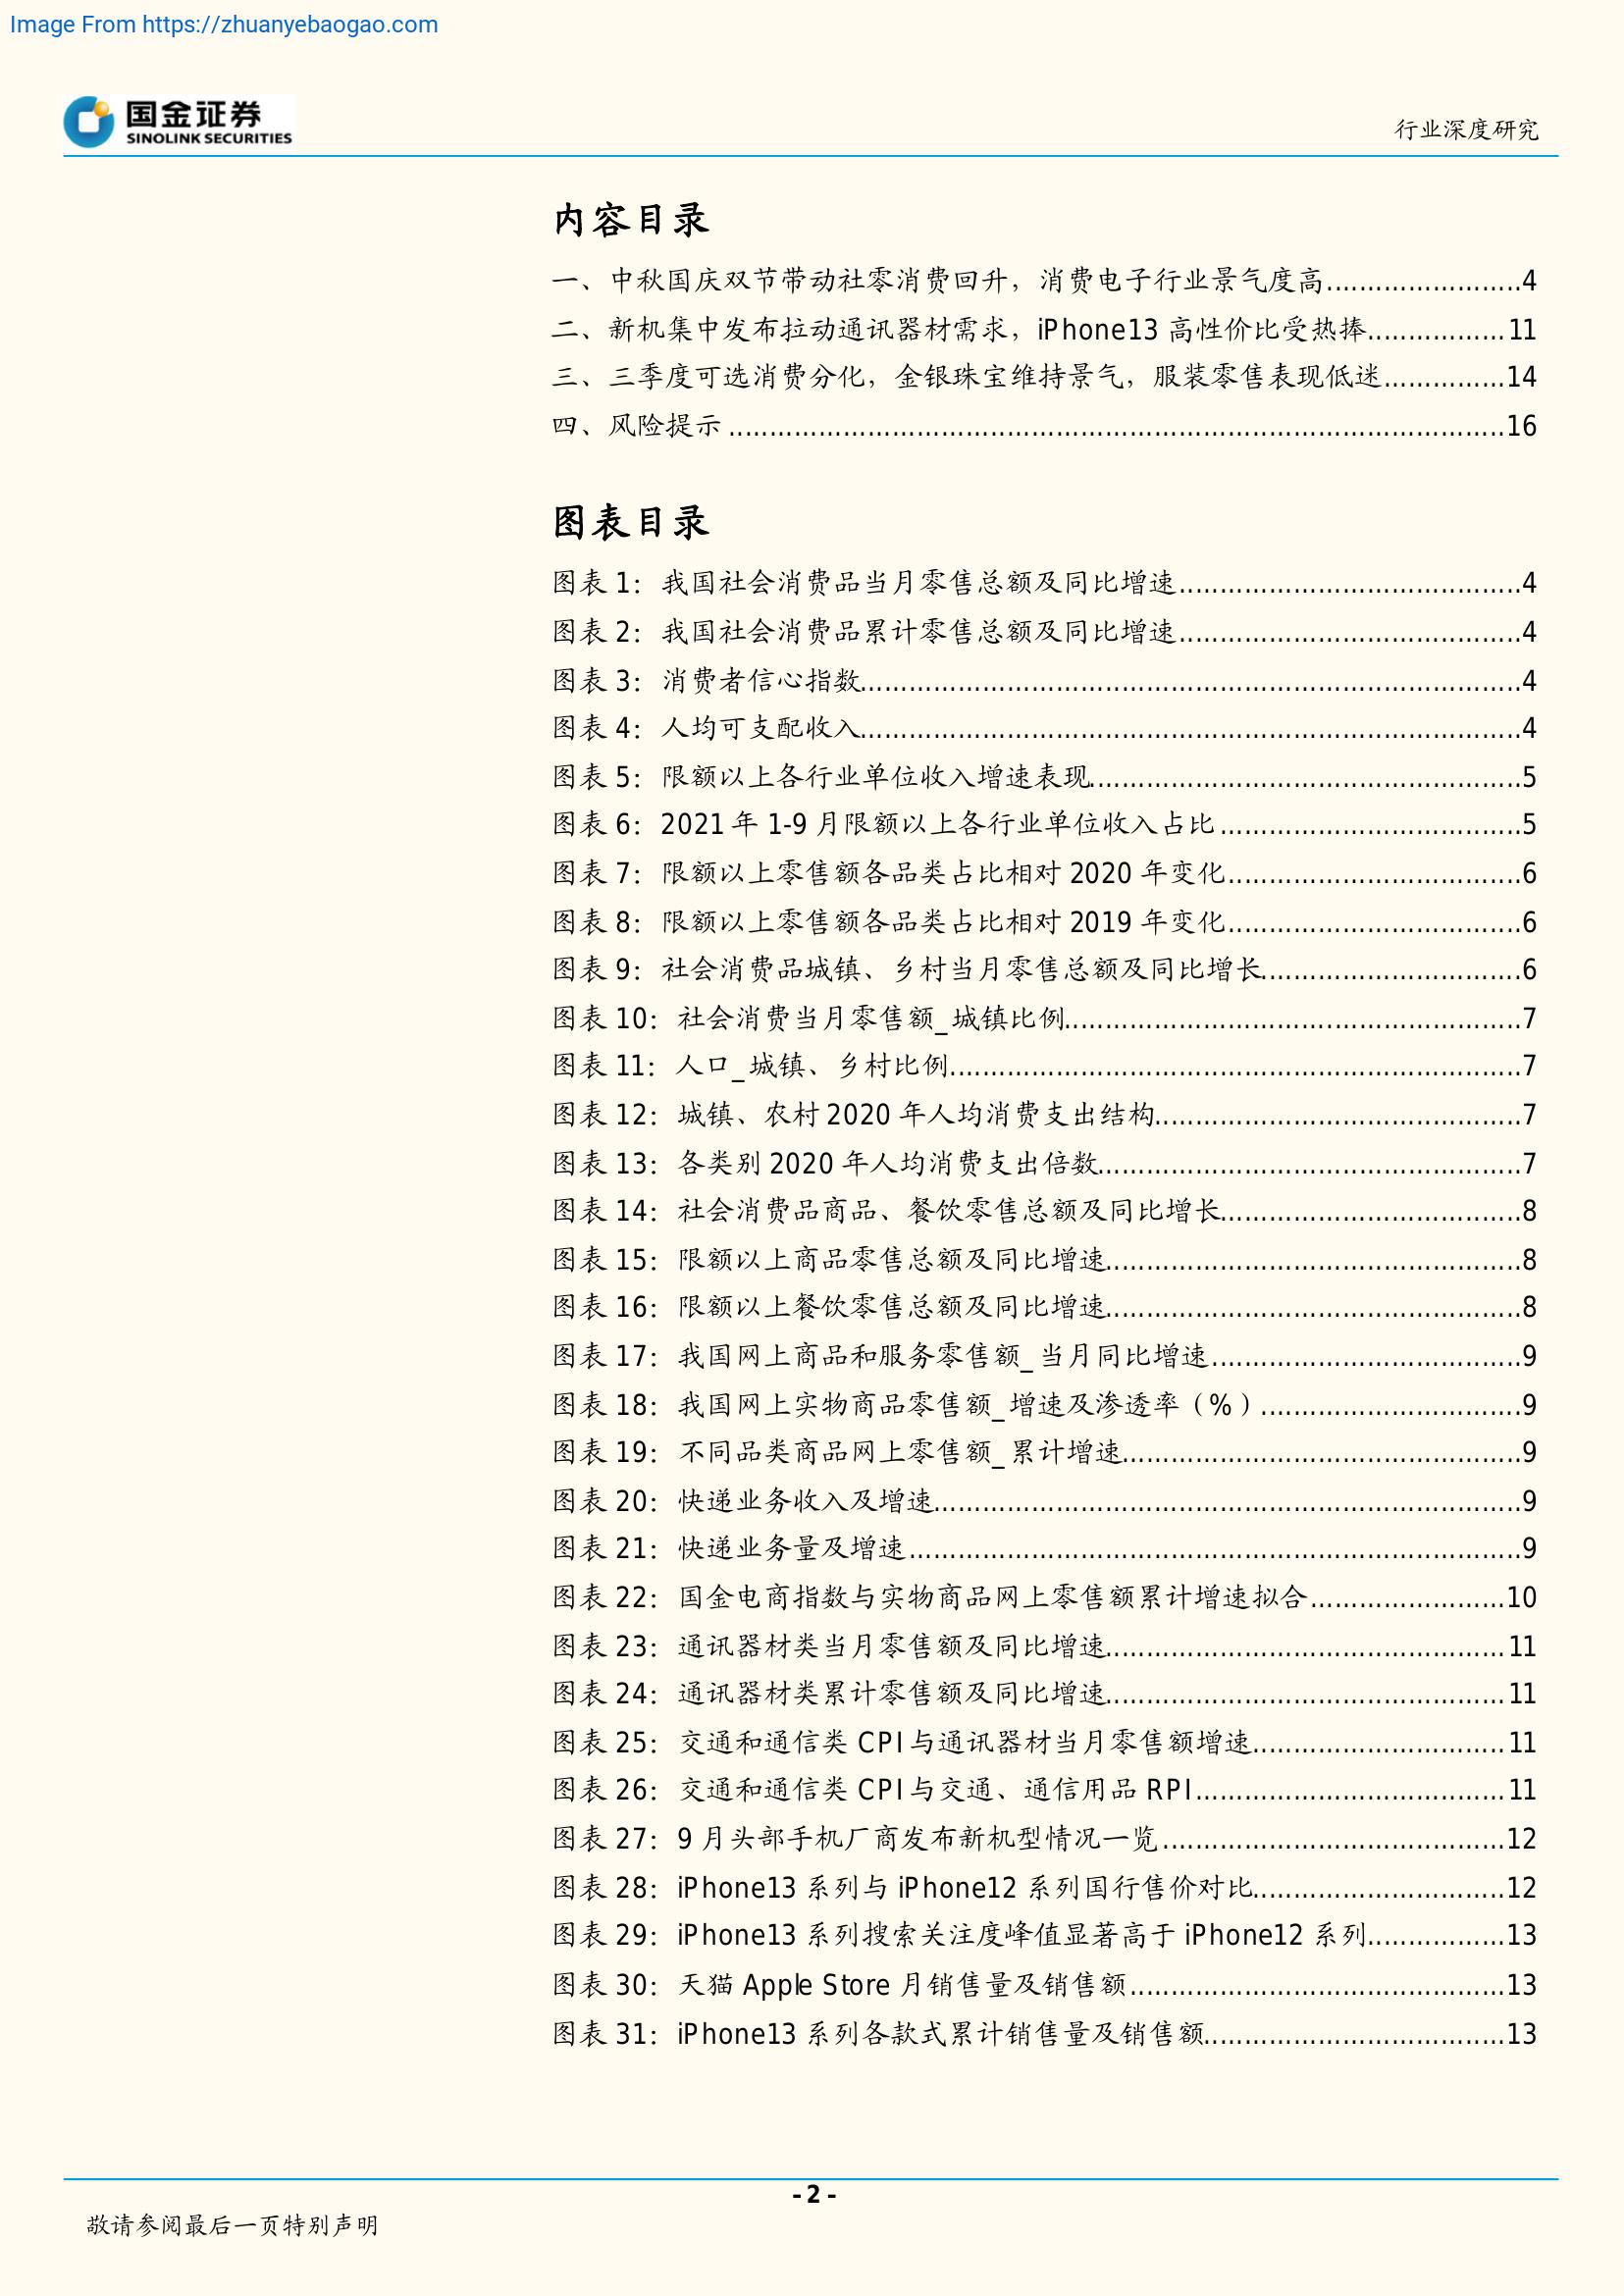 Image From https://zhuanyebaogao.com
国金证券
SINOLINK SECURITIES
行业深度研究
内容目录
一、中秋国庆双节带动社零消费回升，消费电子行业景气度高........................4
二、新机集中发布拉动通讯器材需求，iPhone13 高性价比受热捧.................11
三、三季度可选消费分化，金银珠宝维持景气，服装零售表现低迷...............14
四、风险提示................................................................................................16
图表目录
图表 1：我国社会消费品当月零售总额及同比增速..........................................4
图表 2：我国社会消费品累计零售总额及同比增速..........................................4
图表 3：消费者信心指数.................................................................................4
图表 4：人均可支配收入.................................................................................4
图表 5：限额以上各行业单位收入增速表现.....................................................5
图表 6：2021 年 1-9 月限额以上各行业单位收入占比.....................................5
图表 7：限额以上零售额各品类占比相对 2020 年变化....................................6
图表 8：限额以上零售额各品类占比相对 2019 年变化....................................6
图表 9：社会消费品城镇、乡村当月零售总额及同比增长................................6
图表 10：社会消费当月零售额_城镇比例........................................................7
图表 11：人口_城镇、乡村比例......................................................................7
图表 12：城镇、农村 2020 年人均消费支出结构.............................................7
图表 13：各类别 2020 年人均消费支出倍数....................................................7
图表 14：社会消费品商品、餐饮零售总额及同比增长.....................................8
图表 15：限额以上商品零售总额及同比增速...................................................8
图表 16：限额以上餐饮零售总额及同比增速...................................................8
图表 17：我国网上商品和服务零售额_当月同比增速......................................9
图表 18：我国网上实物商品零售额_增速及渗透率（%）................................9
图表 19：不同品类商品网上零售额_累计增速.................................................9
图表 20：快递业务收入及增速........................................................................9
图表 21：快递业务量及增速...........................................................................9
图表 22：国金电商指数与实物商品网上零售额累计增速拟合........................10
图表 23：通讯器材类当月零售额及同比增速.................................................11
图表 24：通讯器材类累计零售额及同比增速.................................................11
图表 25：交通和通信类 CPI 与通讯器材当月零售额增速...............................11
图表 26：交通和通信类 CPI 与交通、通信用品 RPI......................................11
图表 27：9 月头部手机厂商发布新机型情况一览..........................................12
图表 28：iPhone13 系列与 iPhone12 系列国行售价对比...............................12
图表 29：iPhone13 系列搜索关注度峰值显著高于 iPhone12 系列.................13
图表 30：天猫 Apple Store 月销售量及销售额..............................................13
图表 31：iPhone13 系列各款式累计销售量及销售额.....................................13
- 2 -
敬请参阅最后一页特别声明